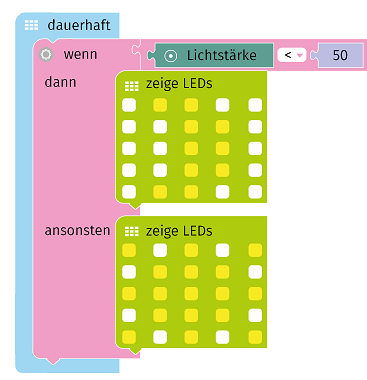 dauerhaft
wenn Lichtstärke < 50
dann zeige LEDs
ansonsten zeige LEDs